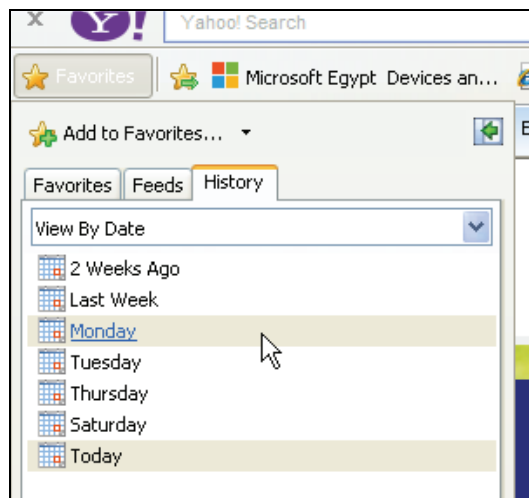 Y!
Yahoo! Search
Favorites
Microsoft Egypt Devices an...
Add to Favorites...
Favorites Feeds History
View By Date
2 Weeks Ago
Last Week
Monday
Tuesday
Thursday
Saturday
Today